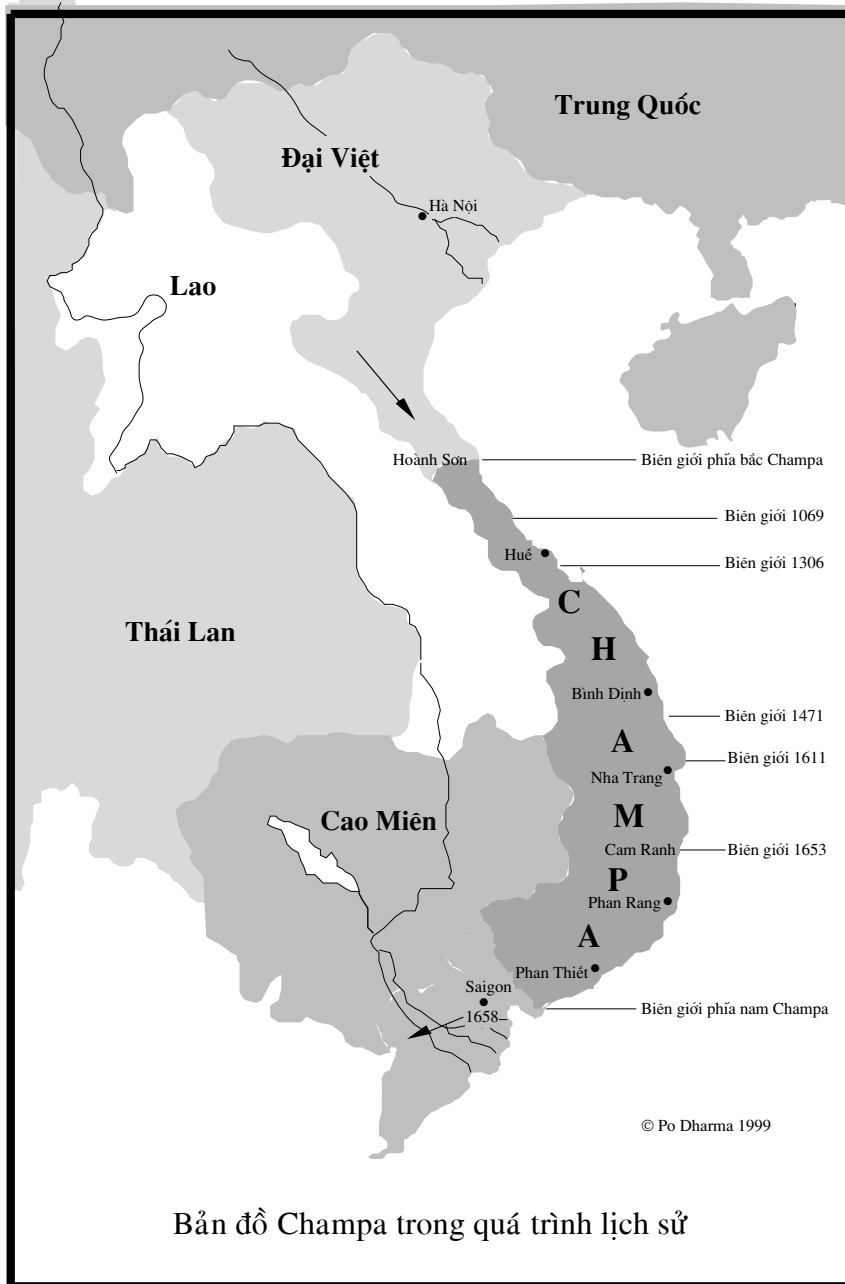 Trung Quốc
Đại Việt
Hà Nội
Lao
Hoành Sơn
Biên giới phía bắc Champa
Biên giới 1069
Huế
Biên giới 1306
C
H
Thái Lan
Bình Dịnh
Biên giới 1471
A
Biên giới 1611
Nha Trang
Cao Miên
M
Cam Ranh
Biên giới 1653
P
Phan Rang
A
Phan Thiết
Saigon
1658
Biên giới phía nam Champa
© Po Dharma 1999
Bản đồ Champa trong quá trình lịch sử